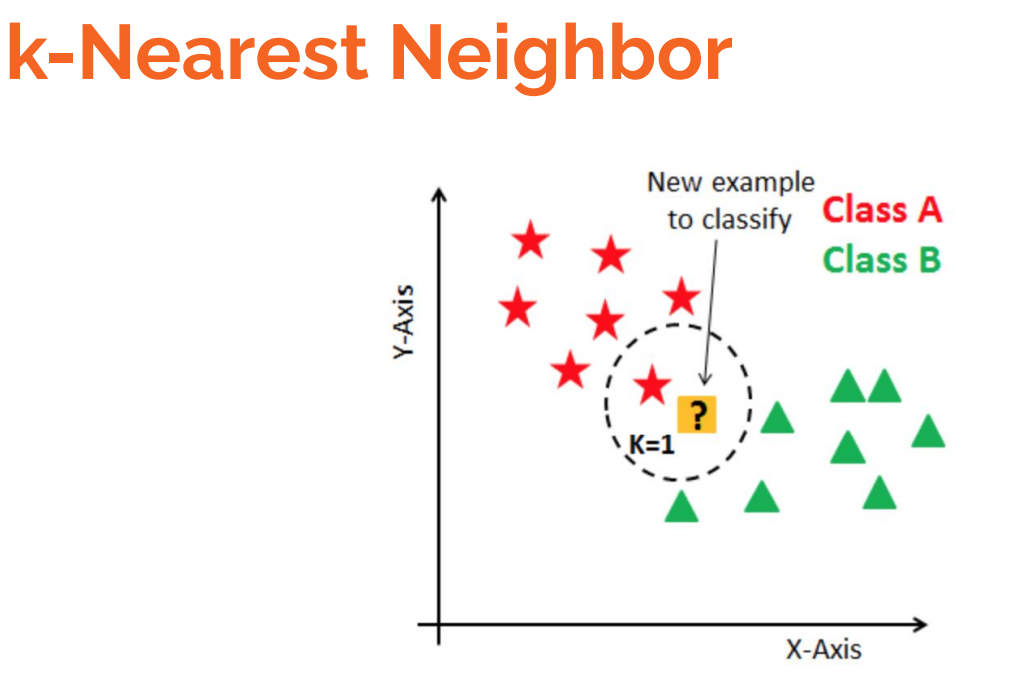 k-Nearest Neighbor
New example
to classify
Class A
Class B
Y-Axis
?
K=1
X-Axis